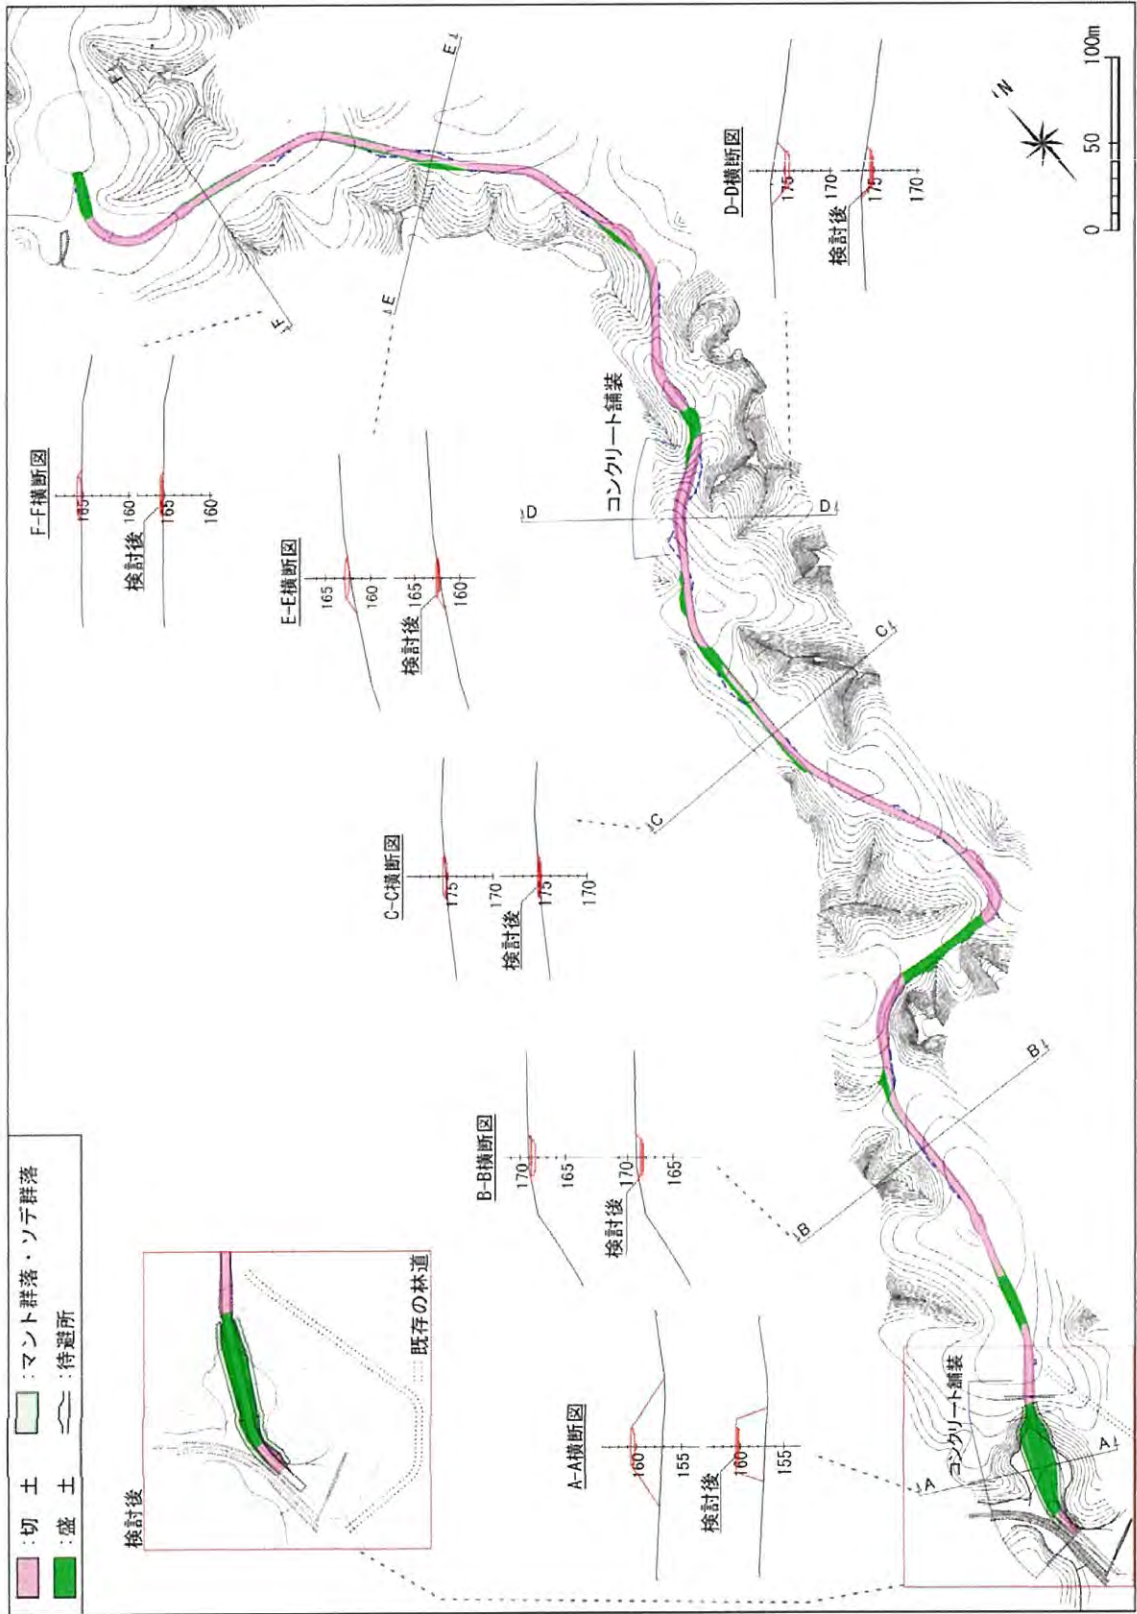 :切 土
:マント群落・ソデ群落
:盛 土
:待避所
検討後
既存の林道
A-A横断図
160
155
検討後
160
155
B-B横断図
170
165
検討後
170
165
C-C横断図
175
170
検討後
175
170
E-E横断図
165
160
検討後
165
160
F-F横断図
165
160
検討後
165
160
D-D横断図
175
170
検討後
175
170
コンクリート舗装
コンクリート舗装
A
A
B
B
C
C
D
D
E
E
F
F
N
0
50
100m